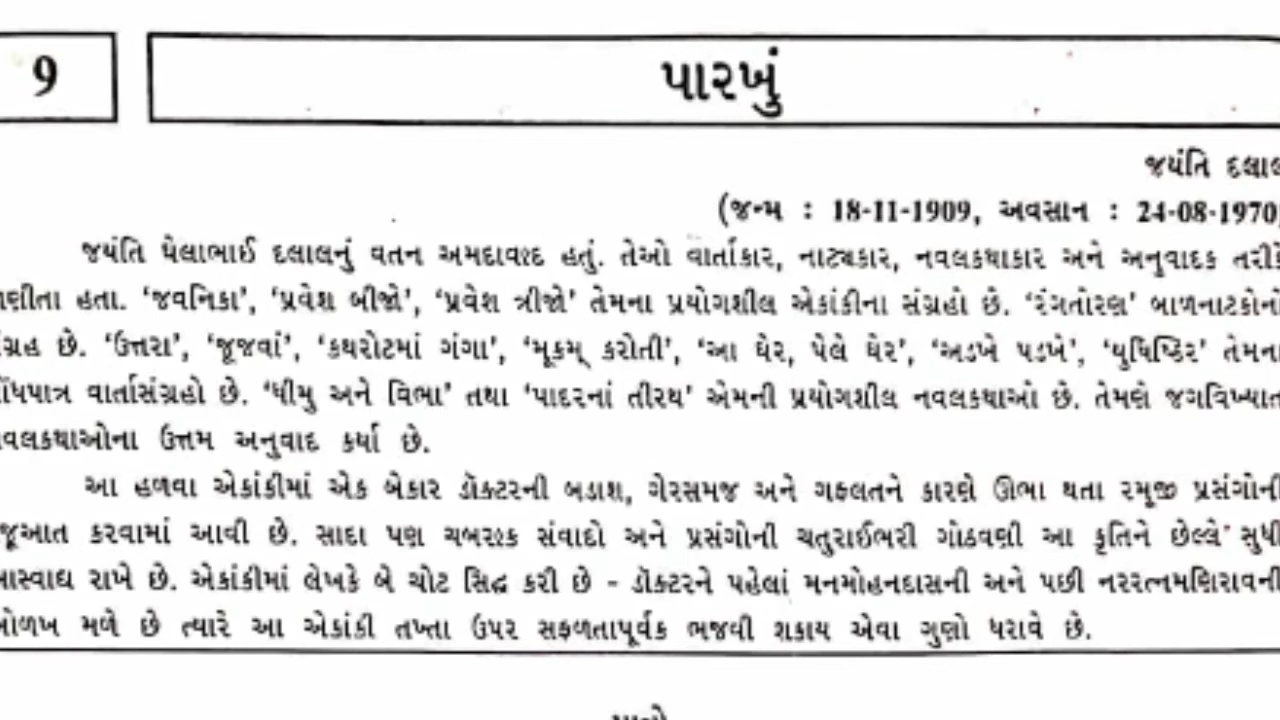 9
પારખું
જયંતિ દલાલ
(જન્મ : 18-11-1909, અવસાન : 24-08-1970)
જયંતિ ઘેલાભાઈ દલાલનું વતન અમદાવાદ હતું. તેઓ વાર્તાકાર, નાટ્યકાર, નવલકથાકાર અને અનુવાદક તરીકે
જાણીતા હતા. ‘જવનિકા’, ‘પ્રવેશ બીજો’, ‘પ્રવેશ ત્રીજો’ તેમના પ્રયોગશીલ એકાંકીના સંગ્રહો છે. ‘રંગતોરણ’ બાળનાટકોનો
સંગ્રહ છે. ‘ઉત્તરા’, ‘જૂજવાં’, ‘કથરોટમાં ગંગા’, ‘મૂકમ્ કરોતી’, ‘આ ઘેર, પેલે ઘેર’, ‘અડખે પડખે’, ‘યુધિષ્ઠિર’ તેમના
નોંધપાત્ર વાર્તાસંગ્રહો છે. ‘ધીમુ અને વિભા’ તથા ‘પાદરનાં તીરથ’ એમની પ્રયોગશીલ નવલકથાઓ છે. તેમણે જગવિખ્યાત
નવલકથાઓના ઉત્તમ અનુવાદ કર્યા છે.
આ હળવા એકાંકીમાં એક બેકાર ડૉક્ટરની બડાશ, ગેરસમજ અને ગફલતને કારણે ઊભા થતા રમૂજી પ્રસંગોની
રજૂઆત કરવામાં આવી છે. સાદા પણ ચબરાક સંવાદો અને પ્રસંગોની ચતુરાઈભરી ગોઠવણી આ કૃતિને છેલ્લે સુધી
આસ્વાદ્ય રાખે છે. એકાંકીમાં લેખકે બે ચોટ સિદ્ધ કરી છે - ડૉક્ટરને પહેલાં મનમોહનદાસની અને પછી નરરત્નમણિરાવની
ઓળખ મળે છે ત્યારે આ એકાંકી તખ્તા ઉપર સફળતાપૂર્વક ભજવી શકાય એવા ગુણો ધરાવે છે.